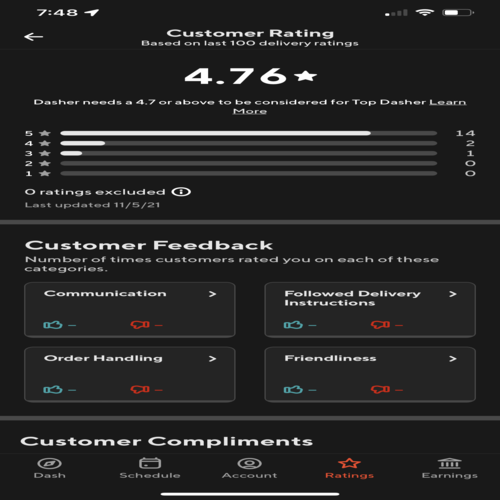 7:48
Customer Rating
Based on last 100 delivery ratings
4.76
Dasher needs a 4.7 or above to be considered for Top Dasher Learn
More
5 14
4 2
3 1
2 0
1 0
0 ratings excluded
Last updated 11/5/21
Customer Feedback
Number of times customers rated you on each of these
categories.
Communication >
– –
Followed Delivery >
Instructions
– –
Order Handling >
– –
Friendliness >
– –
Customer Compliments
Dash Schedule Account Ratings Earnings